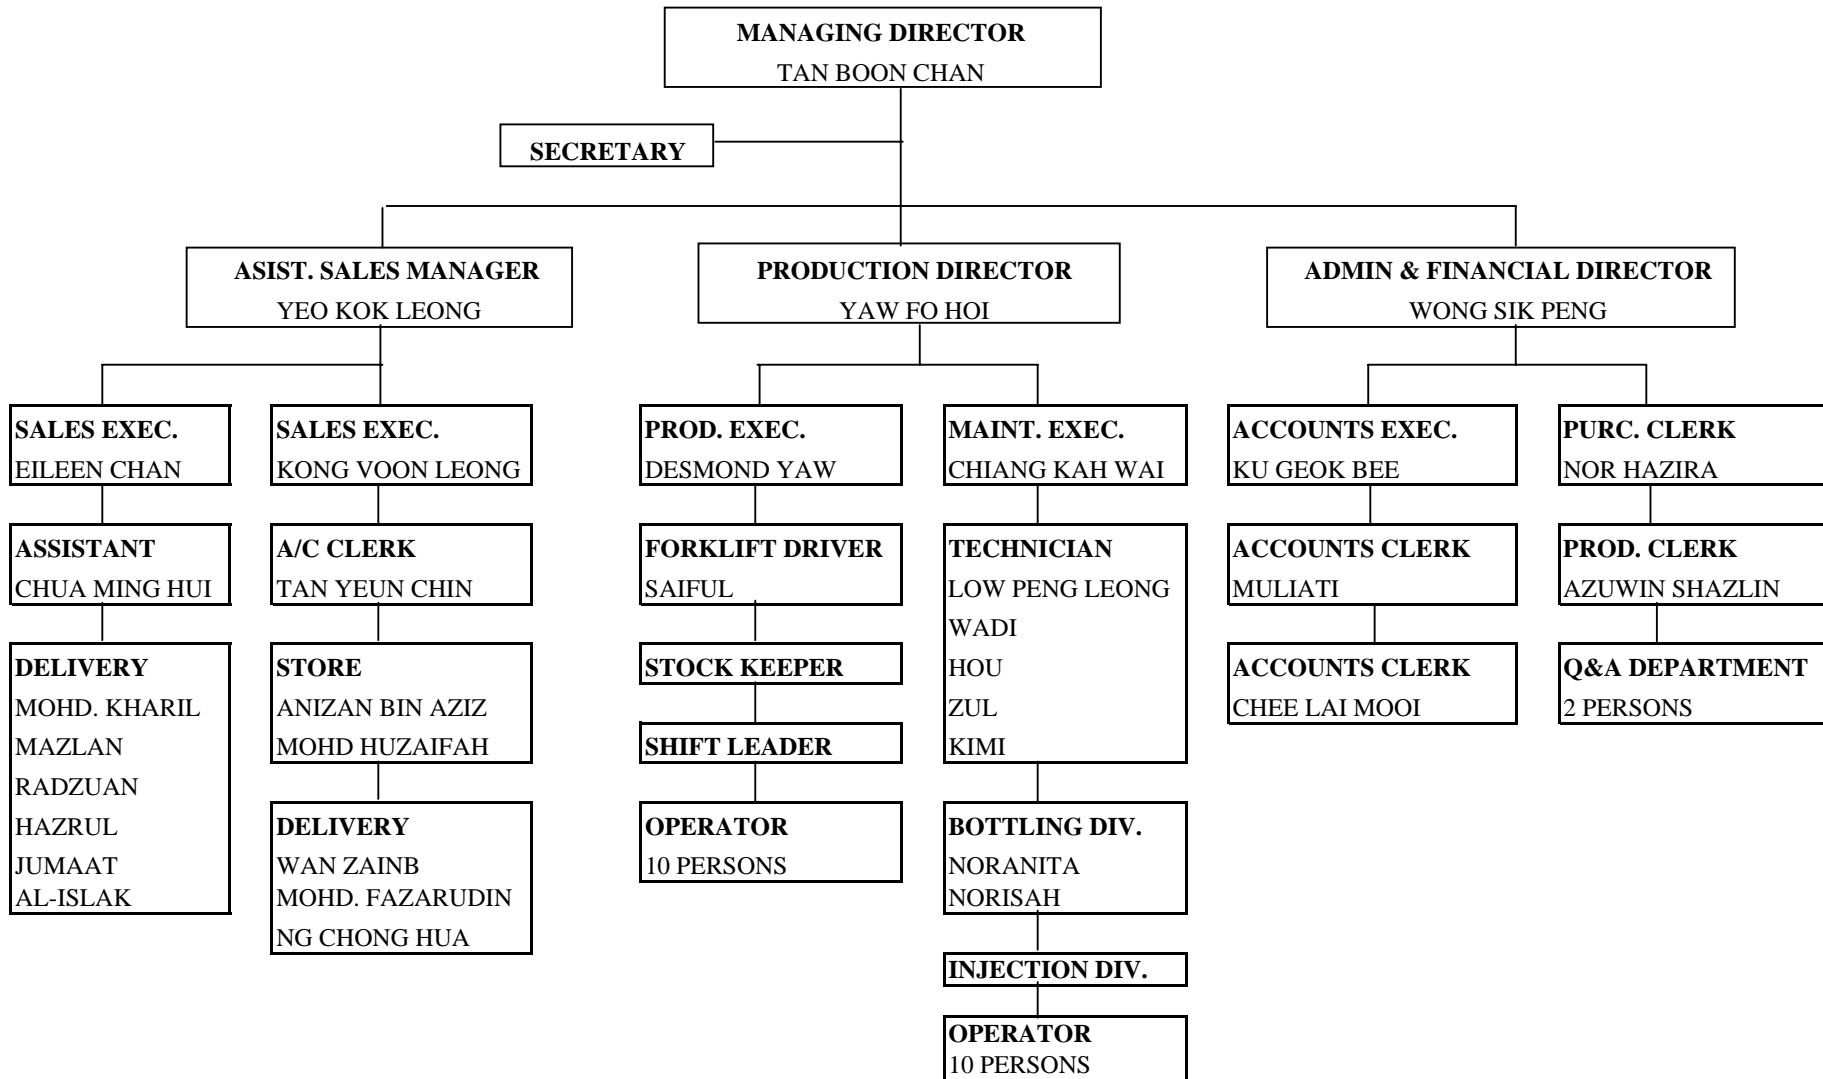 MANAGING DIRECTOR
TAN BOON CHAN
SECRETARY
ASIST. SALES MANAGER
YEO KOK LEONG
PRODUCTION DIRECTOR
YAW FO HOI
ADMIN & FINANCIAL DIRECTOR
WONG SIK PENG
SALES EXEC.
EILEEN CHAN
ASSISTANT
CHUA MING HUI
DELIVERY
MOHD. KHARIL
MAZLAN
RADZUAN
HAZRUL
JUMAAT
AL-ISLAK
SALES EXEC.
KONG VOON LEONG
A/C CLERK
TAN YEUN CHIN
STORE
ANIZAN BIN AZIZ
MOHD HUZAIFAH
DELIVERY
WAN ZAINB
MOHD. FAZARUDIN
NG CHONG HUA
PROD. EXEC.
DESMOND YAW
FORKLIFT DRIVER
SAIFUL
STOCK KEEPER
SHIFT LEADER
OPERATOR
10 PERSONS
MAINT. EXEC.
CHIANG KAH WAI
TECHNICIAN
LOW PENG LEONG
WADI
HOU
ZUL
KIMI
BOTTLING DIV.
NORANITA
NORISAH
INJECTION DIV.
OPERATOR
10 PERSONS
ACCOUNTS EXEC.
KU GEOK BEE
ACCOUNTS CLERK
MULIATI
ACCOUNTS CLERK
CHEE LAI MOOI
PURC. CLERK
NOR HAZIRA
PROD. CLERK
AZUWIN SHAZLIN
Q&A DEPARTMENT
2 PERSONS